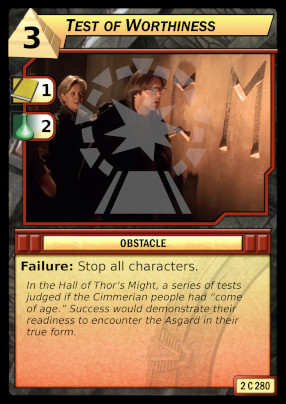 3
TEST OF WORTHINESS
1
2
OBSTACLE
Failure: Stop all characters.
In the Hall of Thor's Might, a series of tests
judged if the Cimmerian people had "come
of age." Success would demonstrate their
readiness to encounter the Asgard in their
true form.
2 C 280